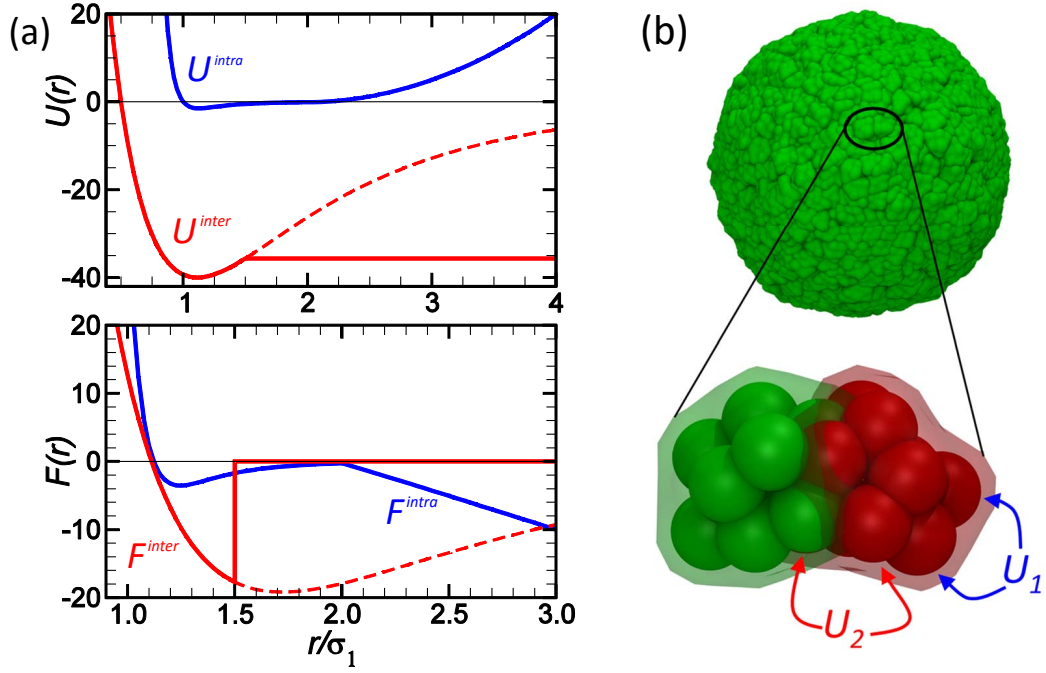 (a)
20
0
-20
-40
U(r)
U^intra
U^inter
1
2
3
4
20
10
0
-10
-20
F(r)
F^intra
F^inter
1.0
1.5
2.0
2.5
3.0
r/σ₁
(b)
U₁
U₂